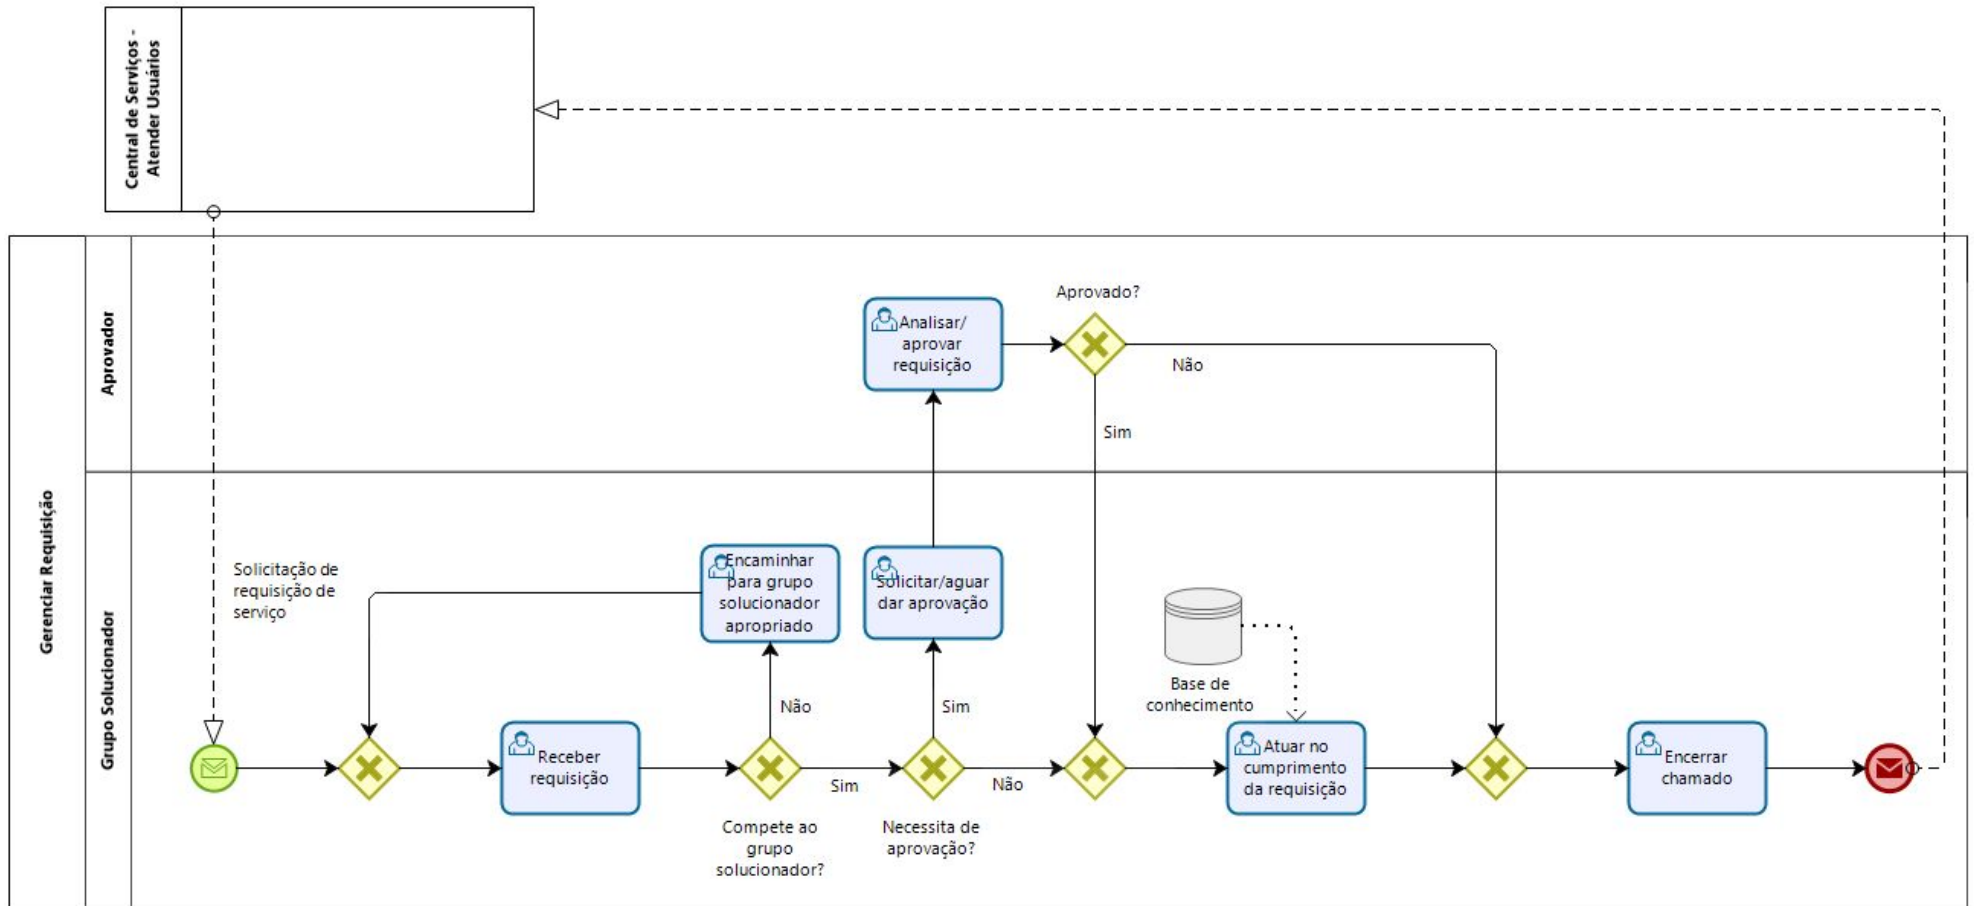 Central de Serviços -
Atender Usuários
Gerenciar Requisição
Aprovador
Analisar/
aprovar
requisição
Aprovado?
Não
Sim
Grupo Solucionador
Solicitação de
requisição de
serviço
Encaminhar
para grupo
solucionador
apropriado
Solicitar/aguar
dar aprovação
Não
Sim
Base de
conhecimento
Receber
requisição
Sim
Não
Compete ao
grupo
solucionador?
Necessita de
aprovação?
Atuar no
cumprimento
da requisição
Encerrar
chamado